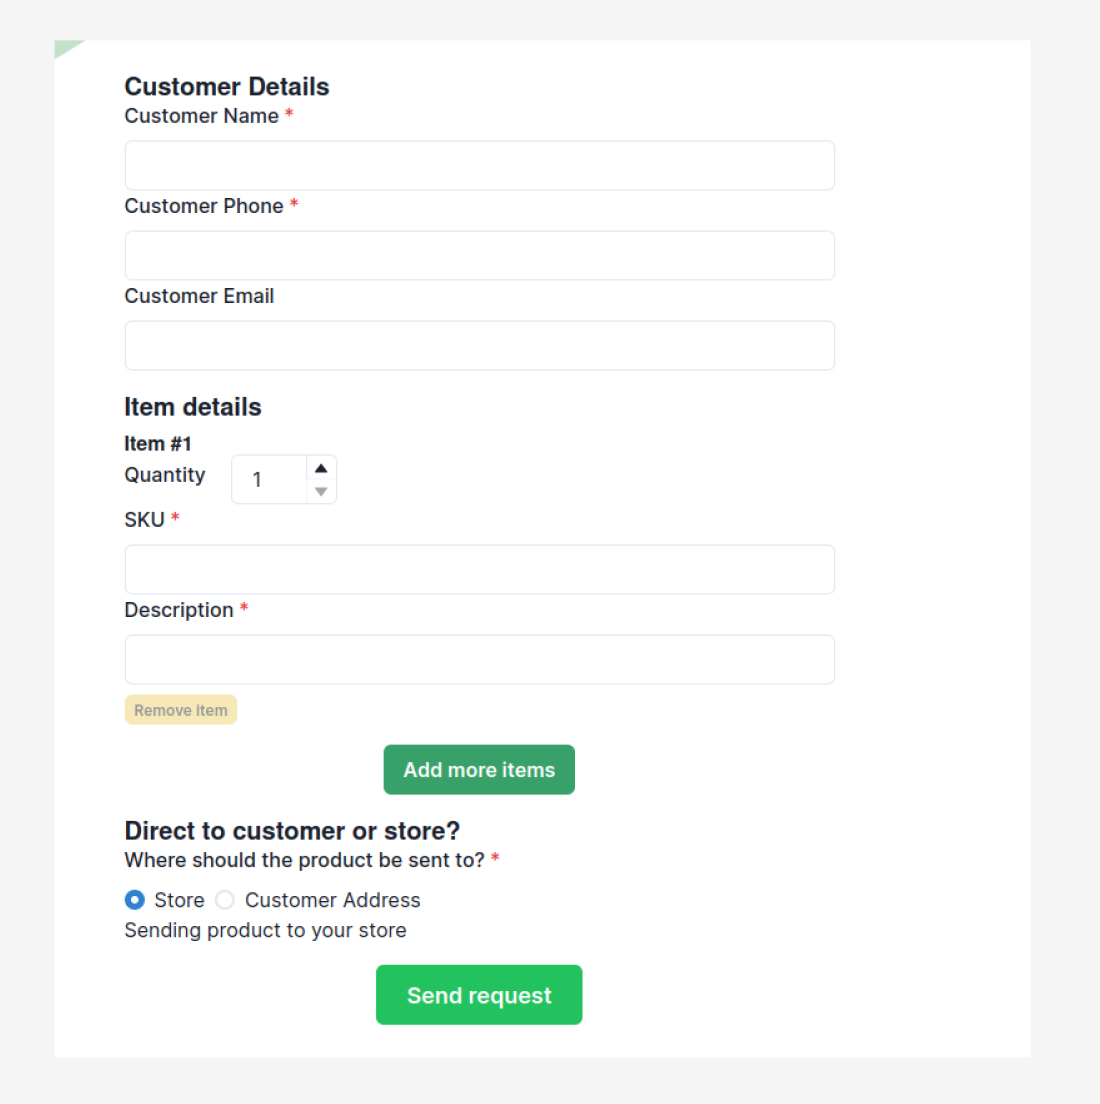 Customer Details
Customer Name *
Customer Phone *
Customer Email
Item details
Item #1
Quantity 1
SKU *
Description *
Remove item
Add more items
Direct to customer or store?
Where should the product be sent to? *
Store Customer Address
Sending product to your store
Send request